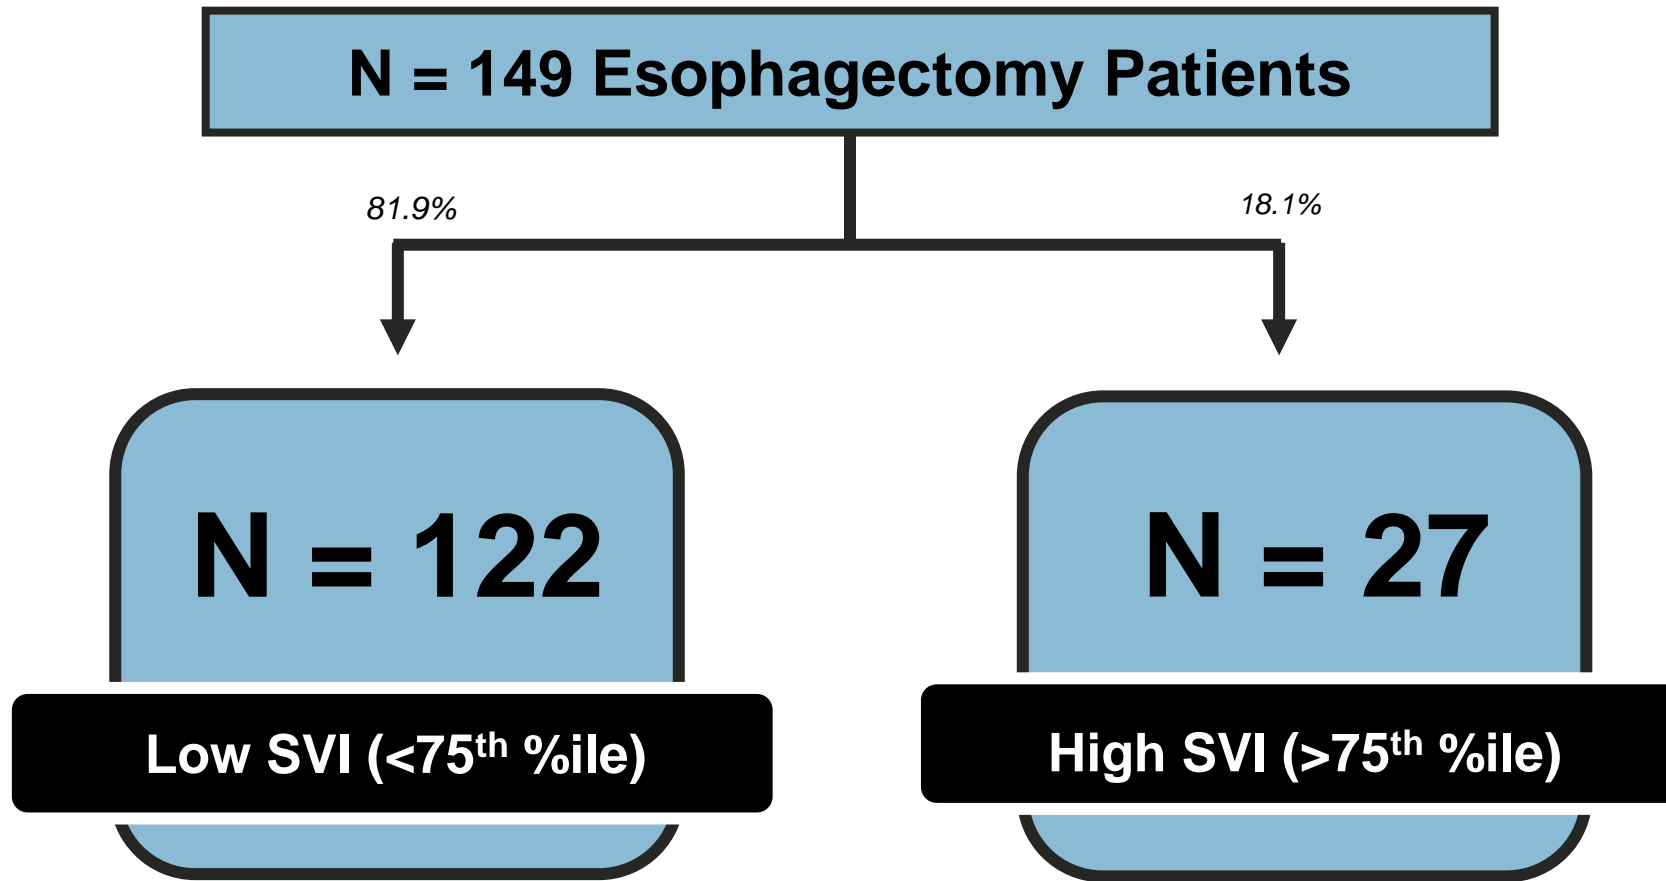 N = 149 Esophagectomy Patients
81.9%
18.1%
N = 122
N = 27
Low SVI (<75th %ile)
High SVI (>75th %ile)